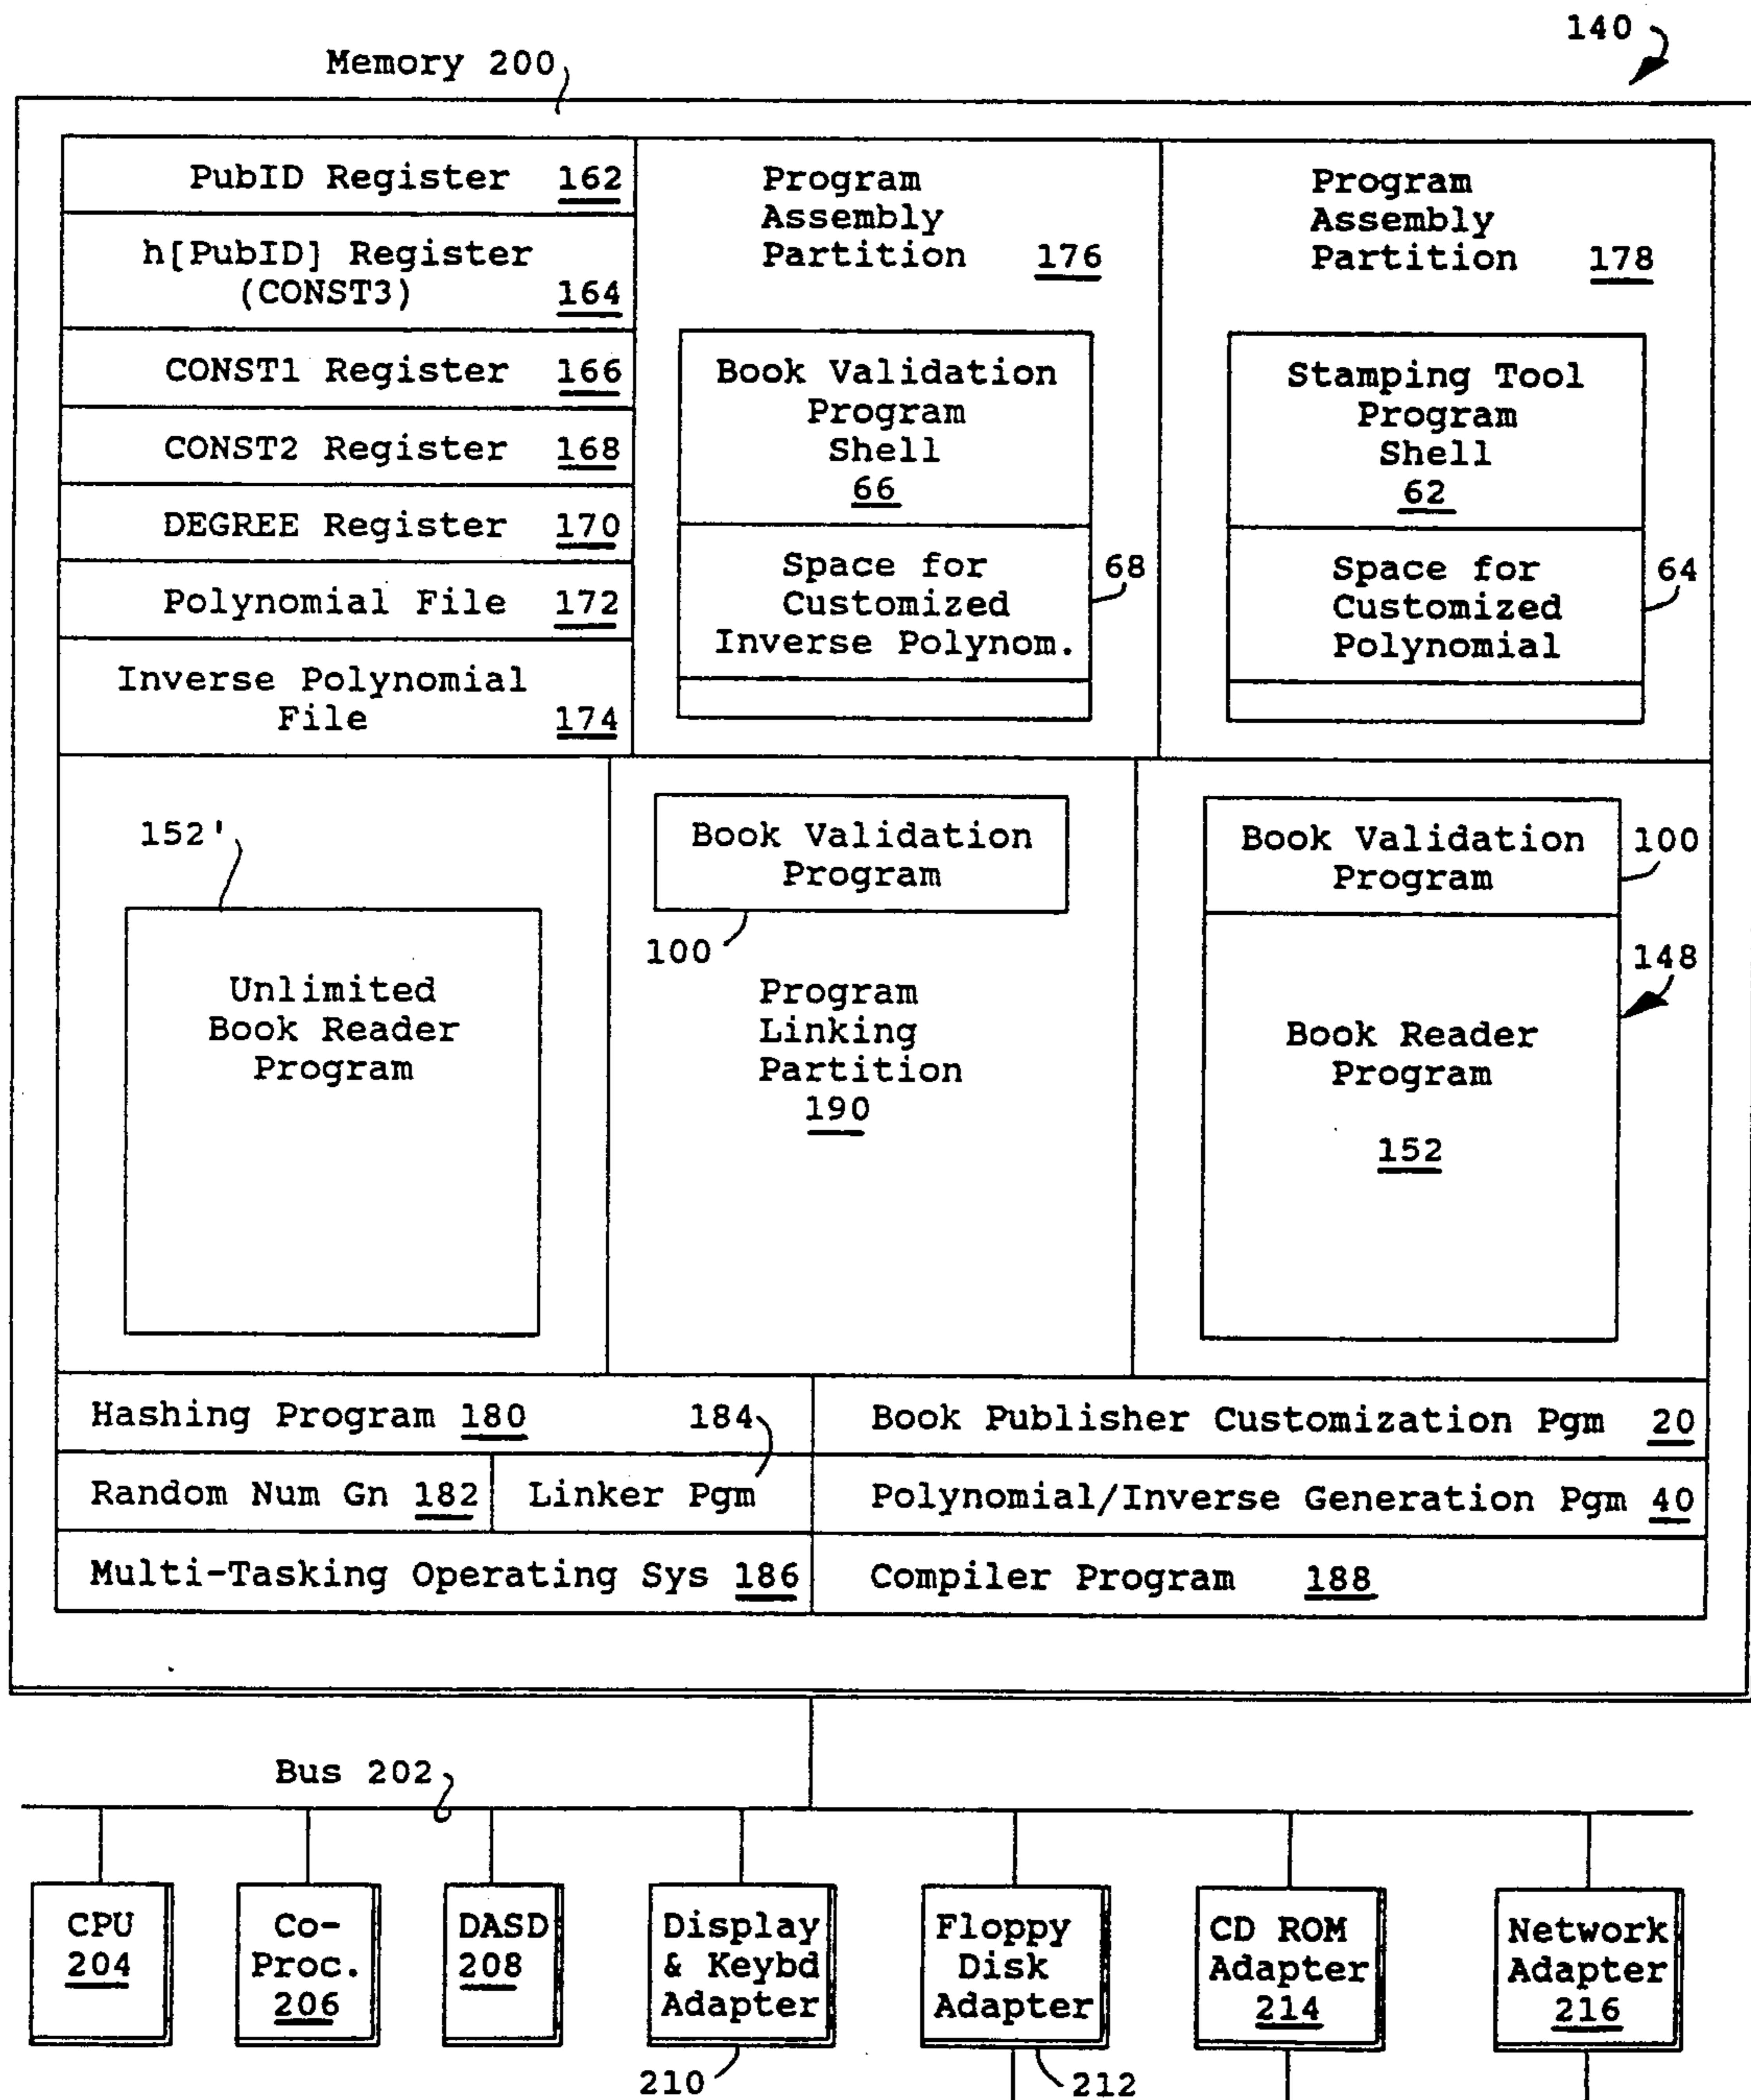 140
Memory 200
PubID Register 162
h[PubID] Register
(CONST3) 164
CONST1 Register 166
CONST2 Register 168
DEGREE Register 170
Polynomial File 172
Inverse Polynomial
File 174
Program
Assembly
Partition 176
Book Validation
Program
Shell
66
Space for
Customized
Inverse Polynom.
68
Program
Assembly
Partition 178
Stamping Tool
Program
Shell
62
Space for
Customized
Polynomial
64
152'
Unlimited
Book Reader
Program
Book Validation
Program
100
Program
Linking
Partition
190
Book Validation
Program
100
148
Book Reader
Program
152
Hashing Program 180
184
Book Publisher Customization Pgm 20
Random Num Gn 182
Linker Pgm
Polynomial/Inverse Generation Pgm 40
Multi-Tasking Operating Sys 186
Compiler Program 188
Bus 202
CPU
204
Co-
Proc.
206
DASD
208
Display
& Keybd
Adapter
210
Floppy
Disk
Adapter
212
CD ROM
Adapter
214
Network
Adapter
216